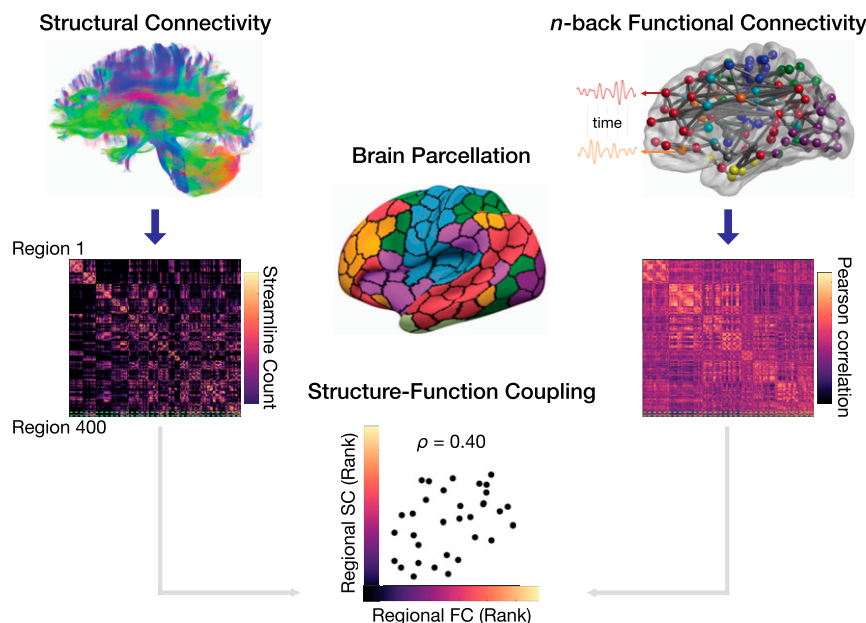 Structural Connectivity
n-back Functional Connectivity
time
Brain Parcellation
Region 1
Streamline Count
Pearson correlation
Region 400
Structure-Function Coupling
ρ = 0.40
Regional SC (Rank)
Regional FC (Rank)